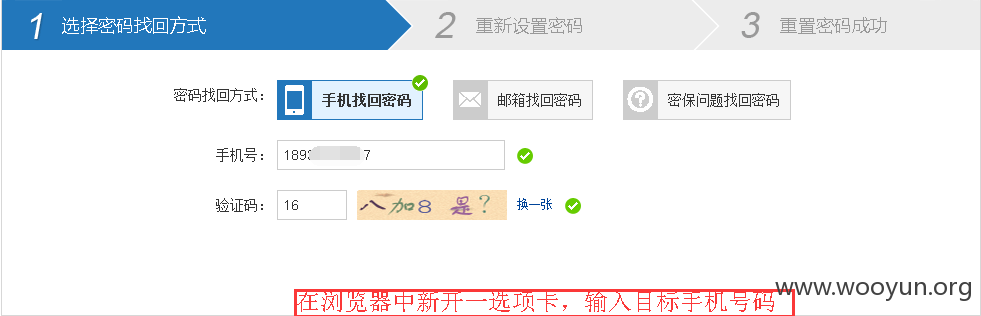 1 选择密码找回方式 2 重新设置密码 3 重置密码成功
密码找回方式： 手机找回密码 邮箱找回密码 密保问题找回密码
手机号： 1893 7
验证码： 16 八加8 是？ 换一张
在浏览器中新开一选项卡，输入目标手机号码
www.wooyun.org